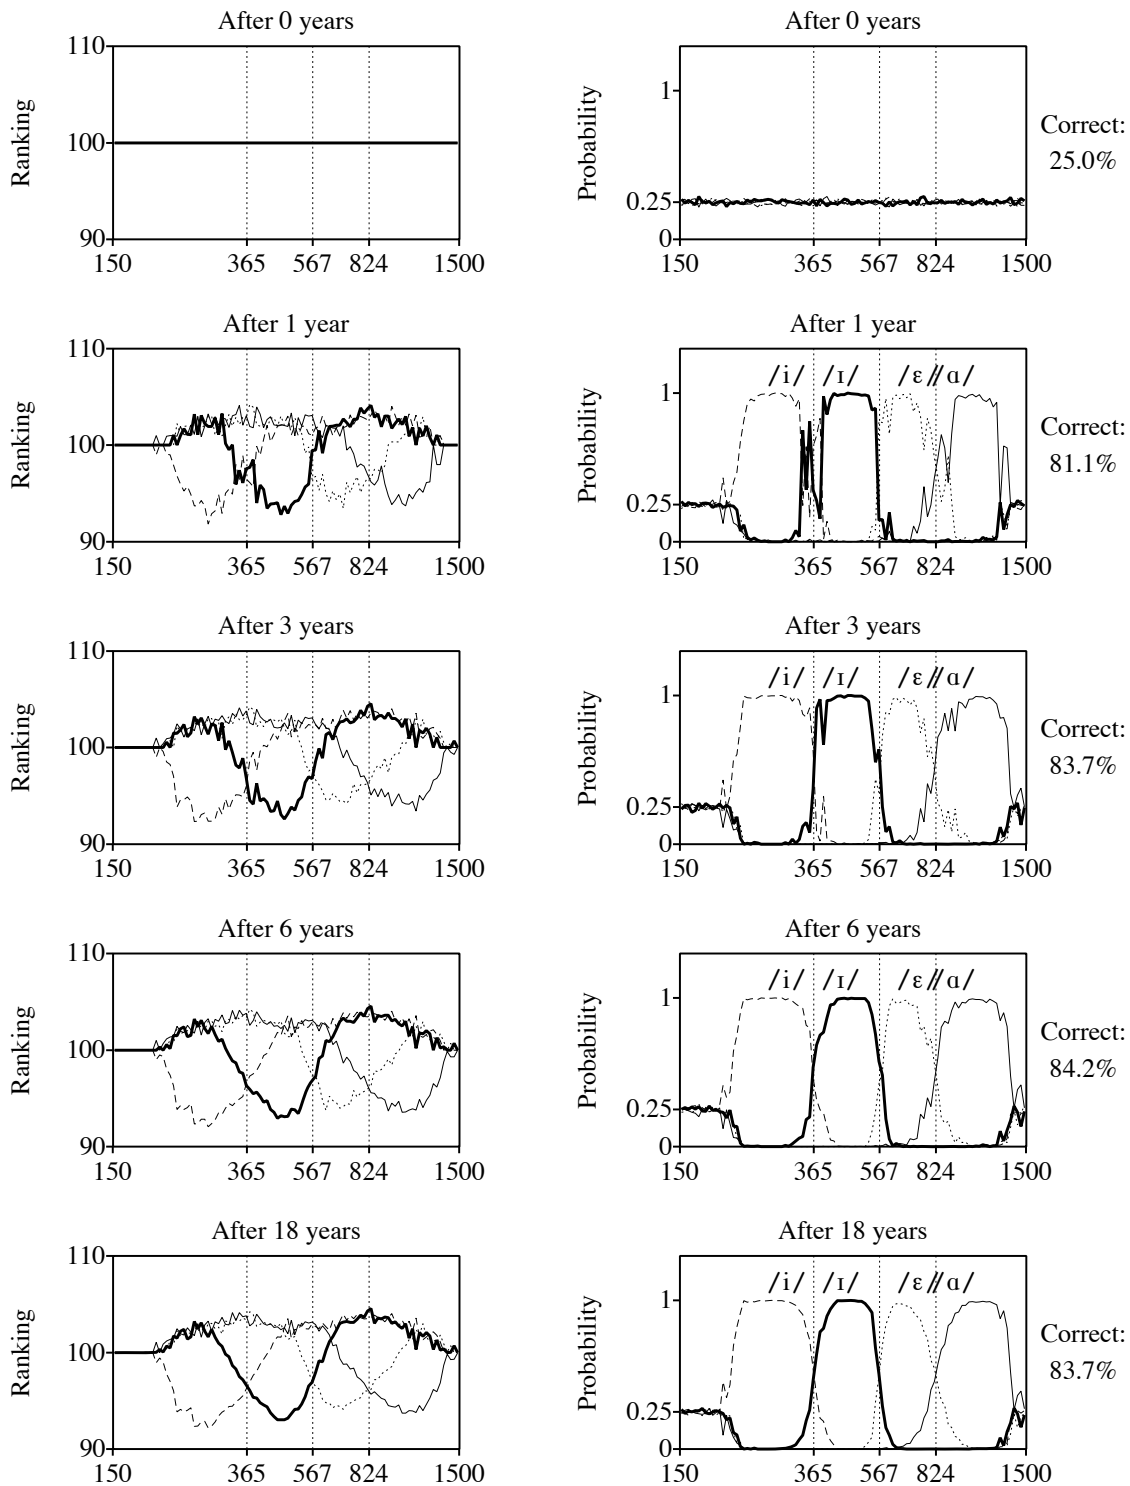 After 0 years
After 0 years
110
100
90
Ranking
150 365 567 824 1500
1
0.25
0
Probability
150 365 567 824 1500
Correct:
25.0%
After 1 year
After 1 year
110
100
90
Ranking
150 365 567 824 1500
/i/ /ɪ/ /ɛ//ɑ/
1
0.25
0
Probability
150 365 567 824 1500
Correct:
81.1%
After 3 years
After 3 years
110
100
90
Ranking
150 365 567 824 1500
/i/ /ɪ/ /ɛ//ɑ/
1
0.25
0
Probability
150 365 567 824 1500
Correct:
83.7%
After 6 years
After 6 years
110
100
90
Ranking
150 365 567 824 1500
/i/ /ɪ/ /ɛ//ɑ/
1
0.25
0
Probability
150 365 567 824 1500
Correct:
84.2%
After 18 years
After 18 years
110
100
90
Ranking
150 365 567 824 1500
/i/ /ɪ/ /ɛ//ɑ/
1
0.25
0
Probability
150 365 567 824 1500
Correct:
83.7%